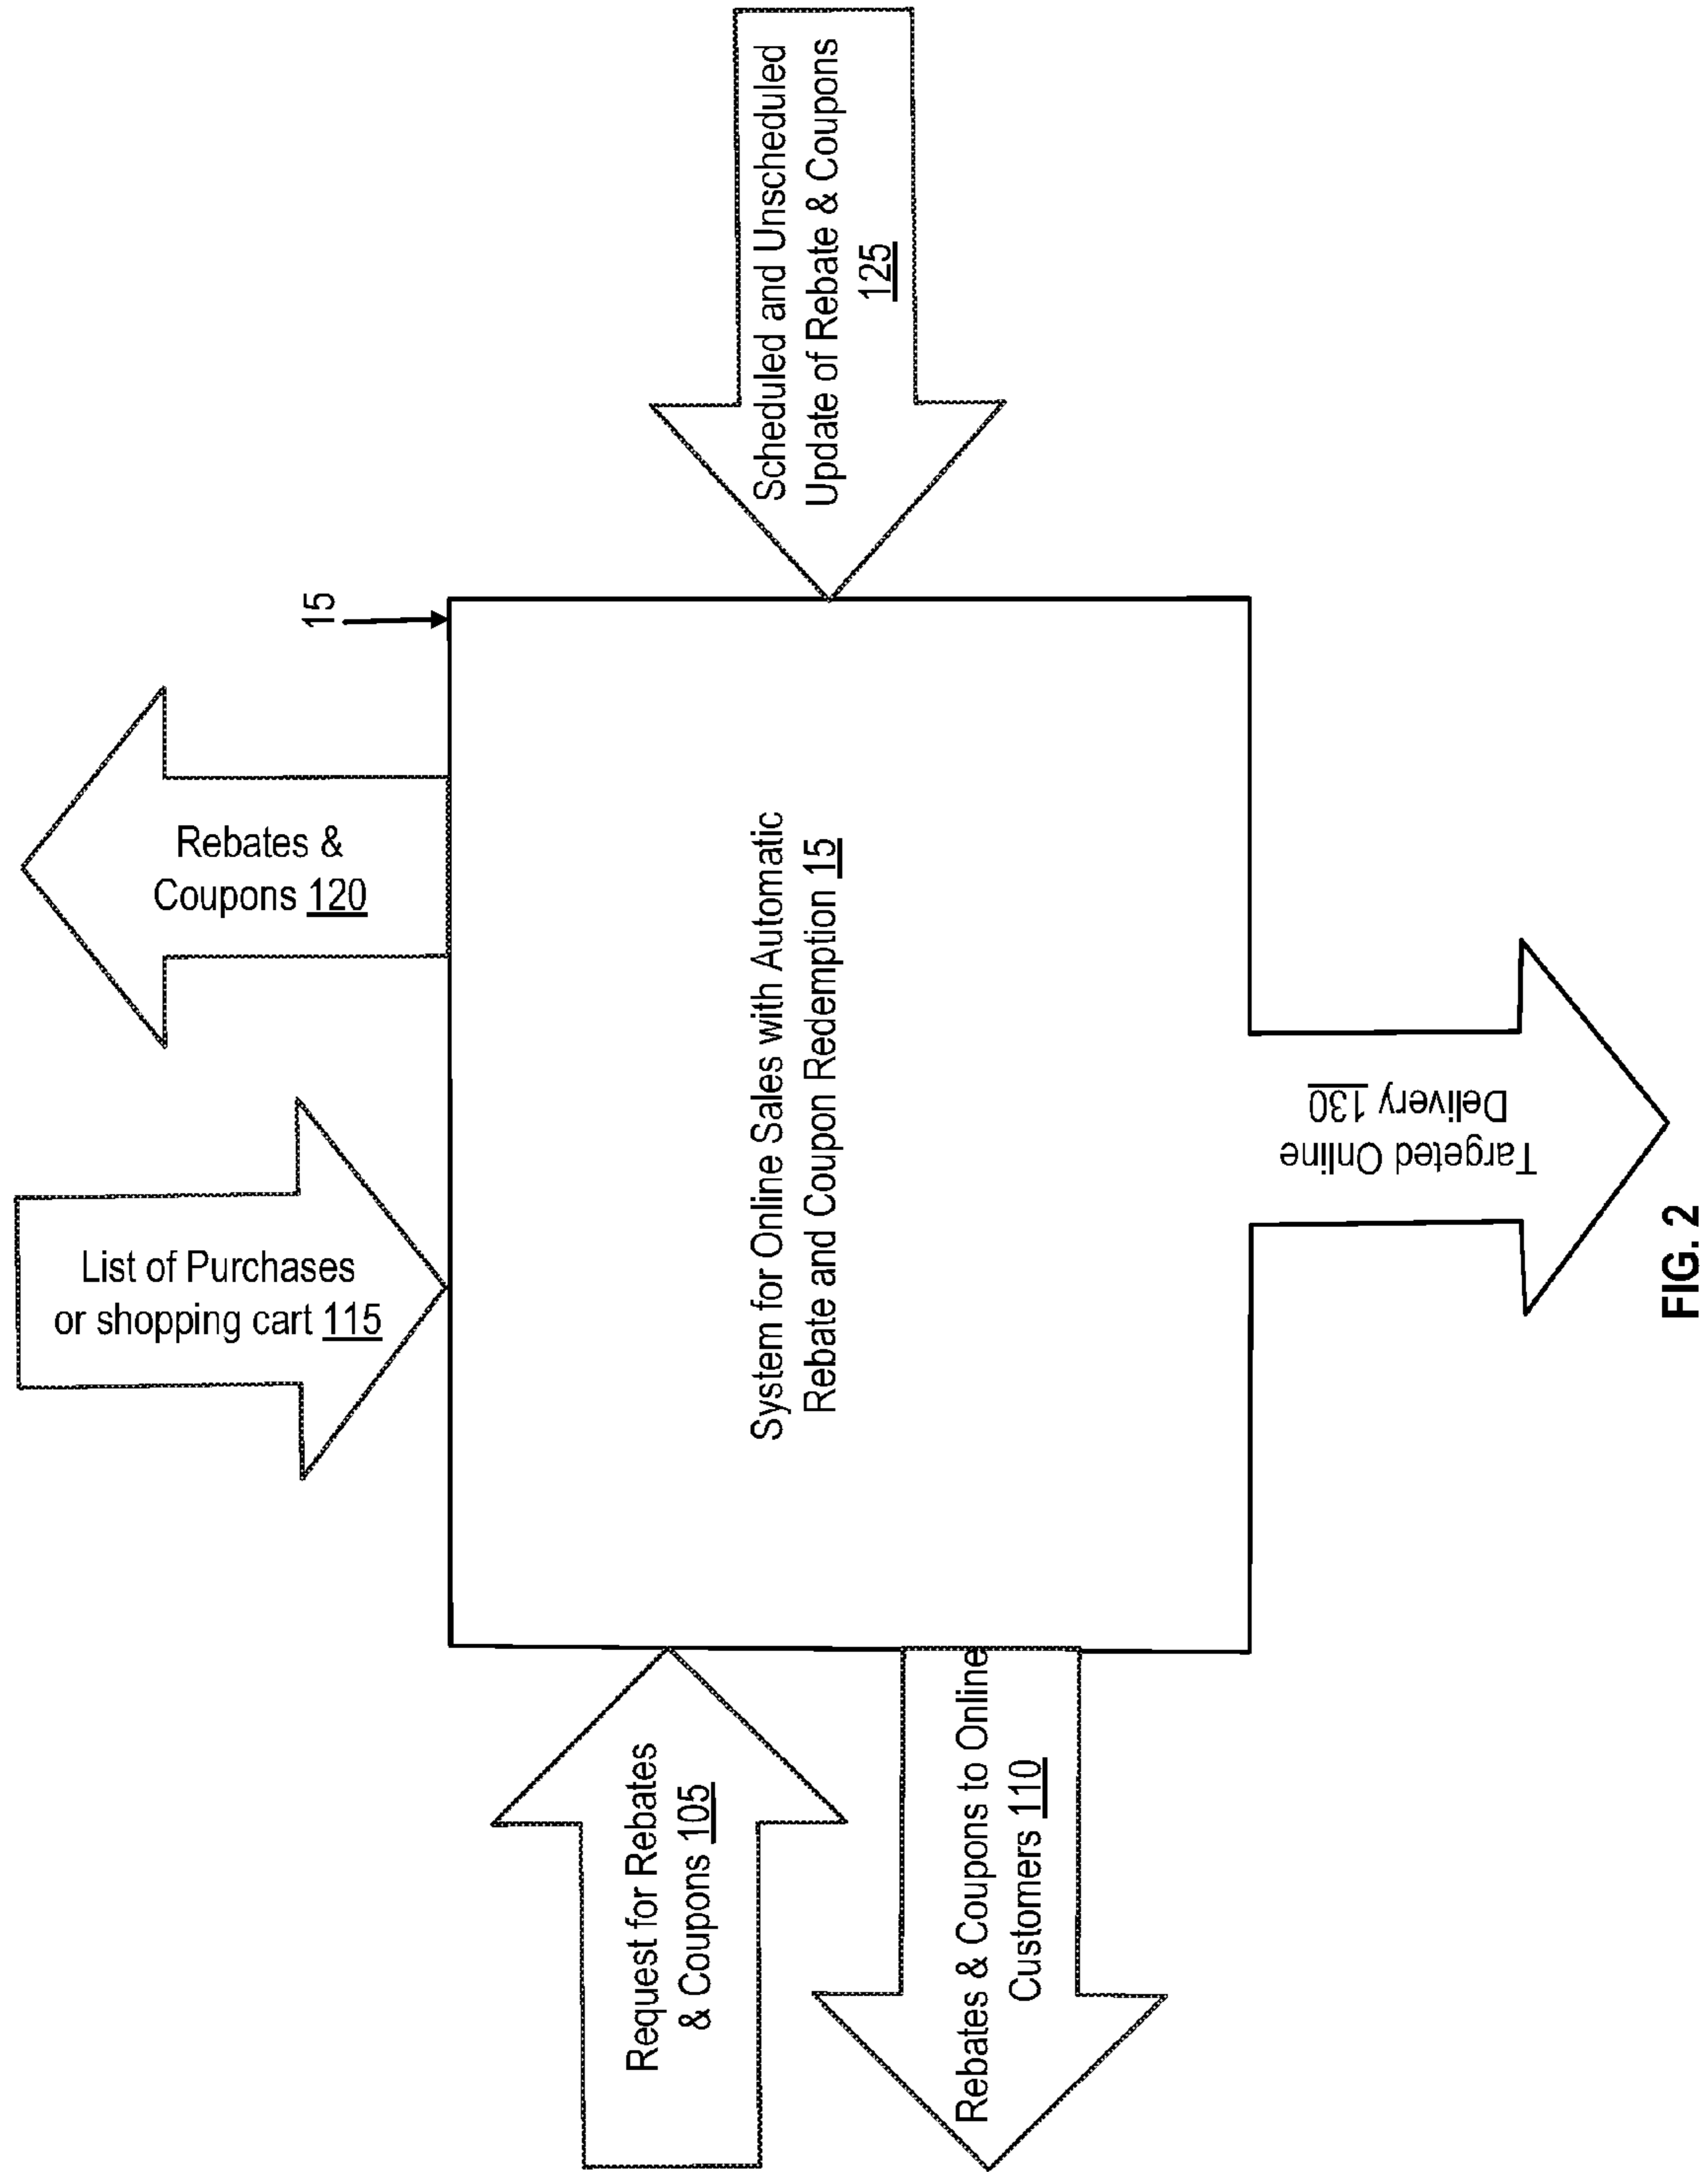 Request for Rebates
& Coupons 105
Rebates & Coupons to Online
Customers 110
List of Purchases
or shopping cart 115
Rebates &
Coupons 120
15
System for Online Sales with Automatic
Rebate and Coupon Redemption 15
Scheduled and Unscheduled
Update of Rebate & Coupons
125
Targeted Online
Delivery 130
FIG. 2